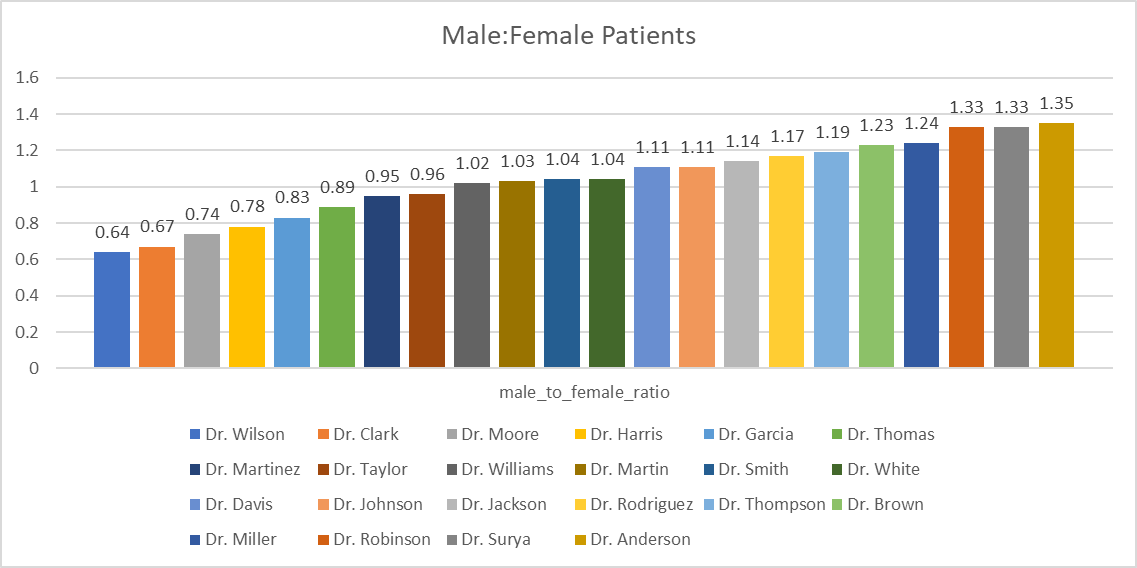 Male:Female Patients
1.6
1.4
1.2
1
0.8
0.6
0.4
0.2
0
0.64 0.67 0.74 0.78 0.83 0.89 0.95 0.96 1.02 1.03 1.04 1.04 1.11 1.11 1.14 1.17 1.19 1.23 1.24 1.33 1.33 1.35
male_to_female_ratio
Dr. Wilson Dr. Clark Dr. Moore Dr. Harris Dr. Garcia Dr. Thomas
Dr. Martinez Dr. Taylor Dr. Williams Dr. Martin Dr. Smith Dr. White
Dr. Davis Dr. Johnson Dr. Jackson Dr. Rodriguez Dr. Thompson Dr. Brown
Dr. Miller Dr. Robinson Dr. Surya Dr. Anderson